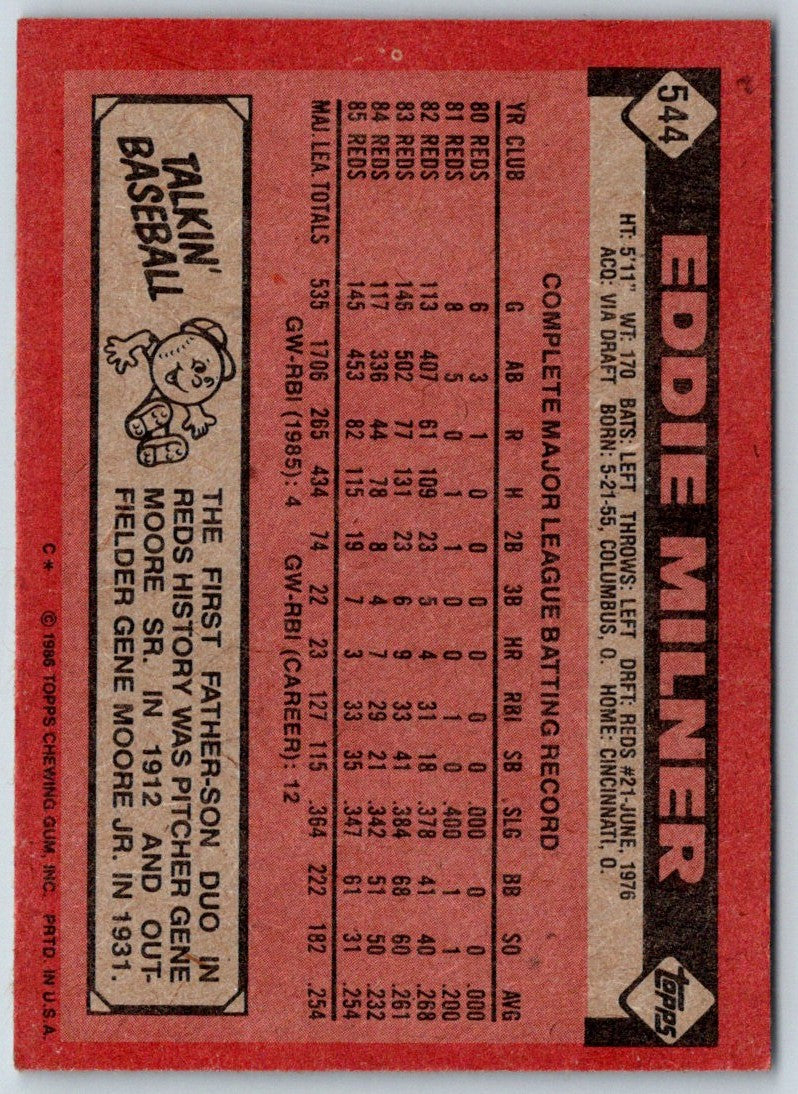 544
EDDIE MILNER
topps
HT: 5'11" WT: 170 BATS: LEFT THROWS: LEFT DRFT: REDS #21-JUNE, 1976
ACQ: VIA DRAFT BORN: 5-21-55, COLUMBUS, O. HOME: CINCINNATI, O.
COMPLETE MAJOR LEAGUE BATTING RECORD
YR CLUB G AB R H 2B 3B HR RBI SB SLG BB SO AVG
80 REDS 6 3 1 0 0 0 0 0 0 .000 0 0 .000
81 REDS 8 5 0 1 1 0 0 1 0 .400 1 1 .200
82 REDS 113 407 61 109 23 5 4 31 18 .378 41 40 .268
83 REDS 146 502 77 131 23 6 9 33 41 .384 68 60 .261
84 REDS 117 336 44 78 8 4 7 29 21 .342 51 50 .232
85 REDS 145 453 82 115 19 7 3 33 35 .347 61 31 .254
MAJ. LEA. TOTALS 535 1706 265 434 74 22 23 127 115 .364 222 182 .254
GW-RBI (1985): 4 GW-RBI (CAREER): 12
TALKIN'
BASEBALL
THE FIRST FATHER-SON DUO IN
REDS HISTORY WAS PITCHER GENE
MOORE SR. IN 1912 AND OUT-
FIELDER GENE MOORE JR. IN 1931.
C* © 1986 TOPPS CHEWING GUM, INC. PRTD. IN U.S.A.